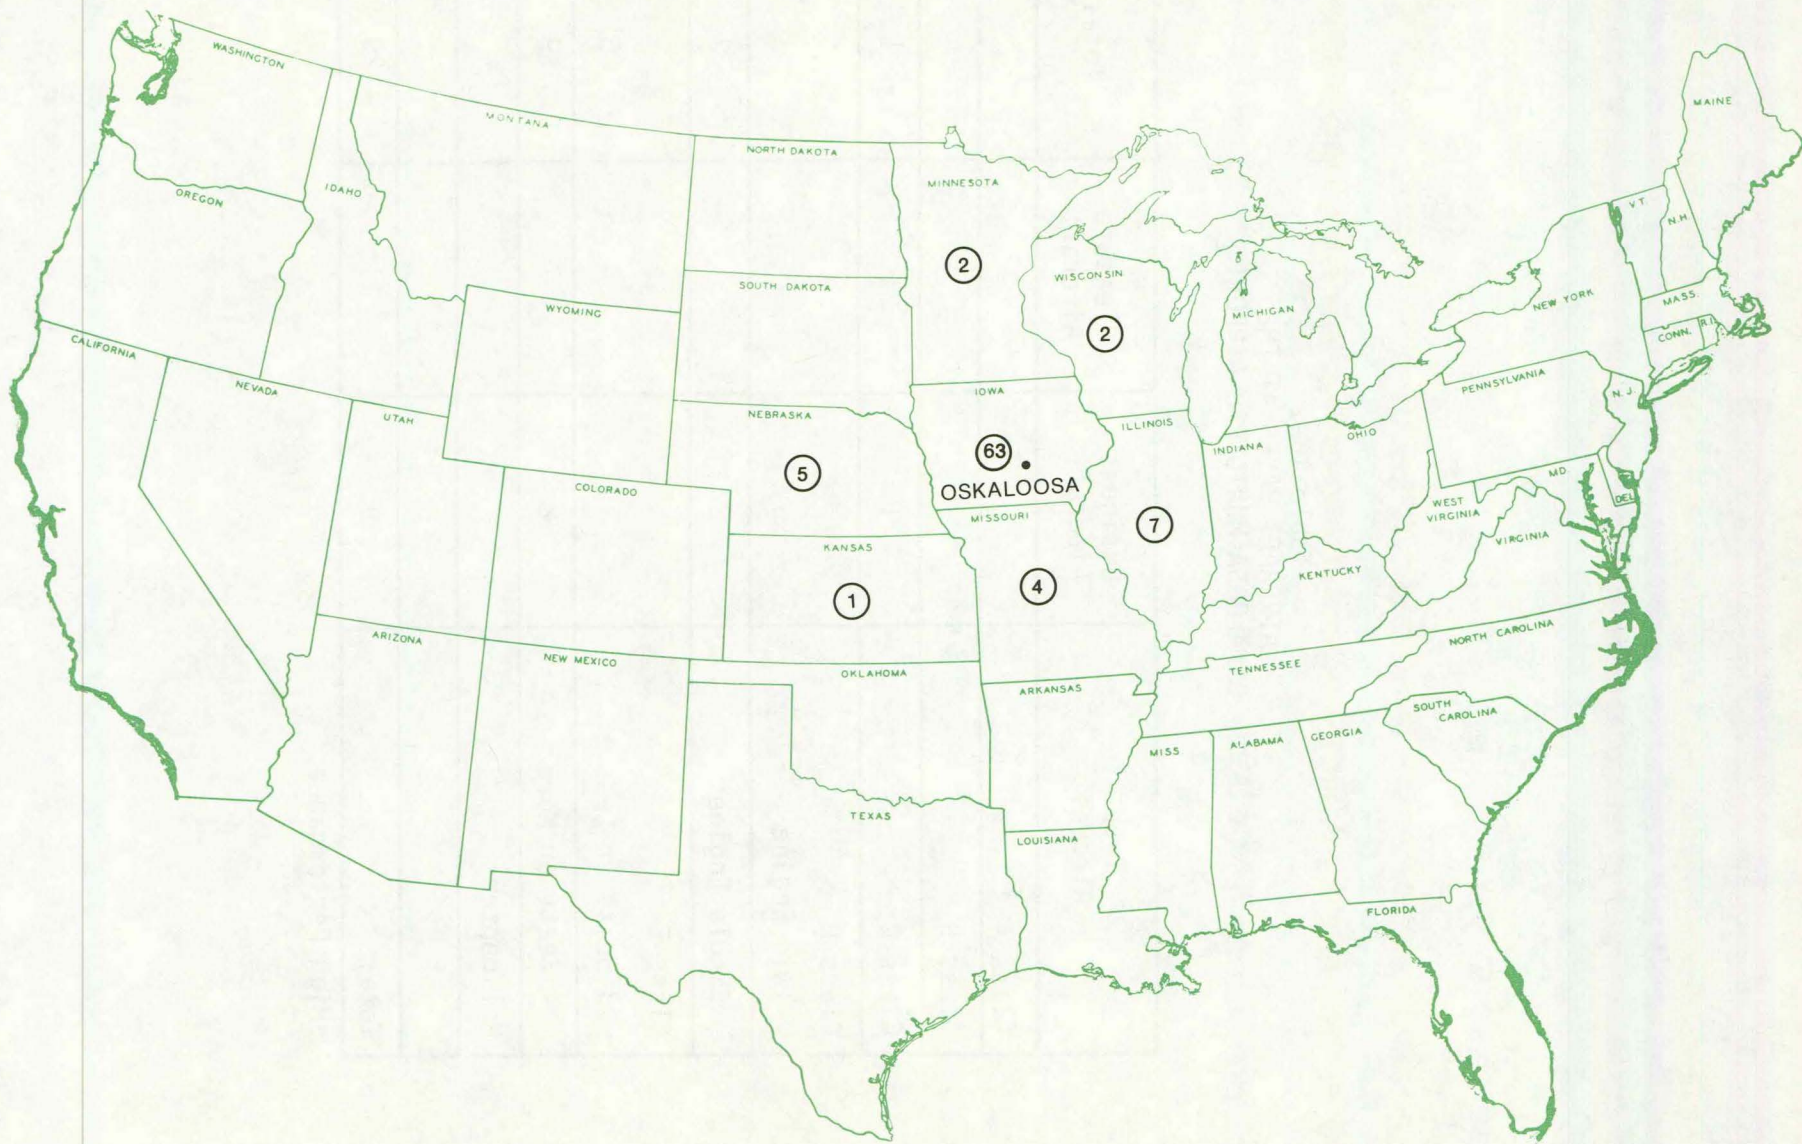 WASHINGTON
MONTANA
NORTH DAKOTA
MINNESOTA
MAINE
IDAHO
OREGON
V.T.
N.H.
WISCONSIN
2
SOUTH DAKOTA
WYOMING
MICHIGAN
NEW YORK
MASS.
2
CONN.
R.I.
CALIFORNIA
NEVADA
UTAH
IOWA
PENNSYLVANIA
N.J.
NEBRASKA
ILLINOIS
INDIANA
OHIO
63
5
COLORADO
OSKALOOSA
MD.
DEL
WEST
VIRGINIA
MISSOURI
7
VIRGINIA
KANSAS
KENTUCKY
1
4
ARIZONA
NEW MEXICO
OKLAHOMA
NORTH CAROLINA
TENNESSEE
ARKANSAS
SOUTH
CAROLINA
MISS
ALABAMA
GEORGIA
TEXAS
LOUISIANA
FLORIDA